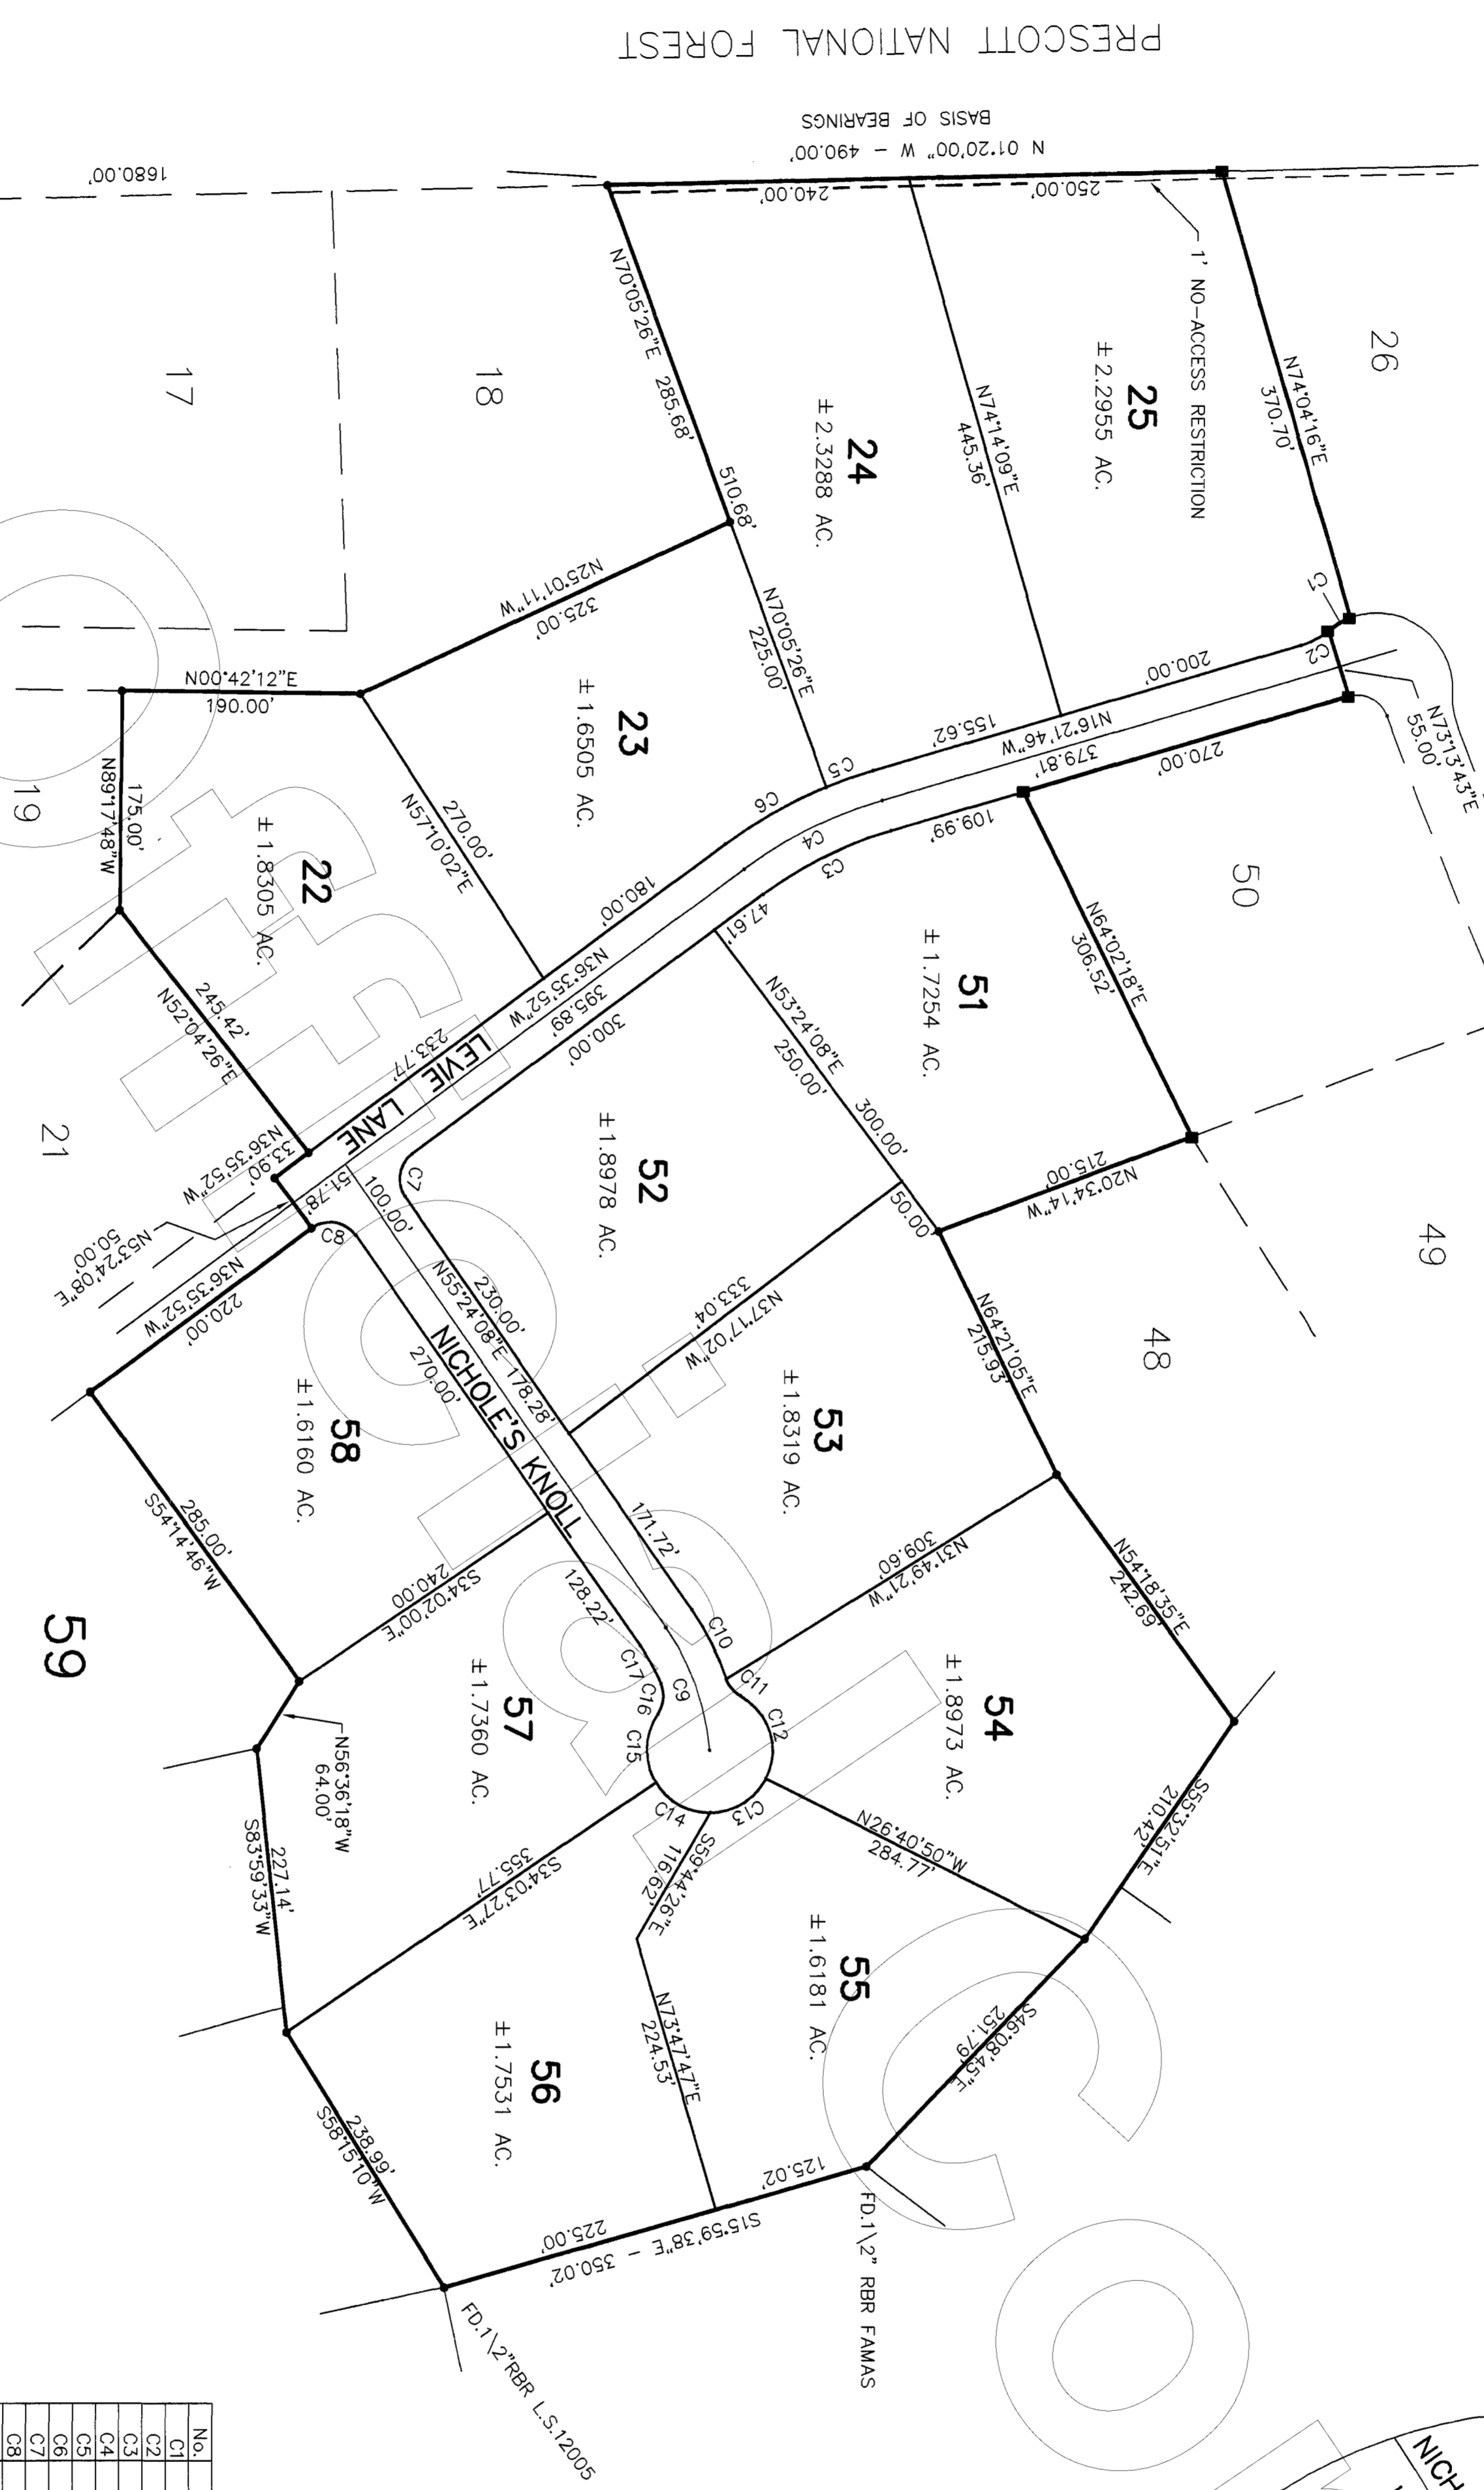 PRESCOTT NATIONAL FOREST
BASIS OF BEARINGS
N 01°20'00" W - 490.00'
1680.00'
240.00'
250.00'
1' NO-ACCESS RESTRICTION
26
N74°04'16"E
370.70'
25
±2.2955 AC.
N74°14'09"E
445.36'
24
±2.3288 AC.
N70°05'26"E 285.68'
510.68'
N70°05'26"E
225.00'
17
18
19
21
N25°01'11"W
325.00'
23
±1.6505 AC.
N00°42'12"E
190.00'
N89°17'48"W
175.00'
22
±1.8305 AC.
N57°10'02"E
270.00'
245.42'
N52°04'26"E
C1
C2
N73°13'43"E
55.00'
200.00'
155.62'
N16°21'46"W
379.81'
270.00'
109.99'
C5
C6
C4
C3
47.61'
180.00'
N36°35'52"W
395.89'
300.00'
233.77'
LEVIE LANE
N36°35'52"W
33.90'
51.78'
100.00'
N53°24'08"E
50.00'
C7
C8
N36°35'52"W
220.00'
50
N64°02'18"E
306.52'
51
±1.7254 AC.
N53°24'08"E
250.00'
300.00'
50.00'
N20°34'14"W
215.00'
49
48
52
±1.8978 AC.
N37°17'02"W
333.04'
N64°21'05"E
215.93'
230.00'
N55°24'08"E 178.28'
NICHOLE'S KNOLL
270.00'
171.72'
128.22'
53
±1.8319 AC.
N31°49'21"W
309.60'
N54°18'35"E
242.69'
58
±1.6160 AC.
285.00'
S54°14'46"W
S34°02'00"E
240.00
59
C10
C11
C12
C13
C14
C15
C16
C17
C9
57
±1.7360 AC.
54
±1.8973 AC.
S55°32'51"E
210.42'
N26°40'50"W
284.77'
N56°36'18"W
64.00'
227.14'
S83°59'33"W
S34°03'27"E
355.77'
S59°44'26"E
116.62'
55
±1.6181 AC.
S46°08'45"E
251.79'
N73°47'47"E
224.53'
56
±1.7531 AC.
238.99'
S58°15'10"W
125.02'
225.00'
S15°59'38"E - 350.02'
FD.1\2" RBR FAMAS
FD.1\2"RBR L.S.12005
No.
C1
C2
C3
C4
C5
C6
C7
C8
NICH